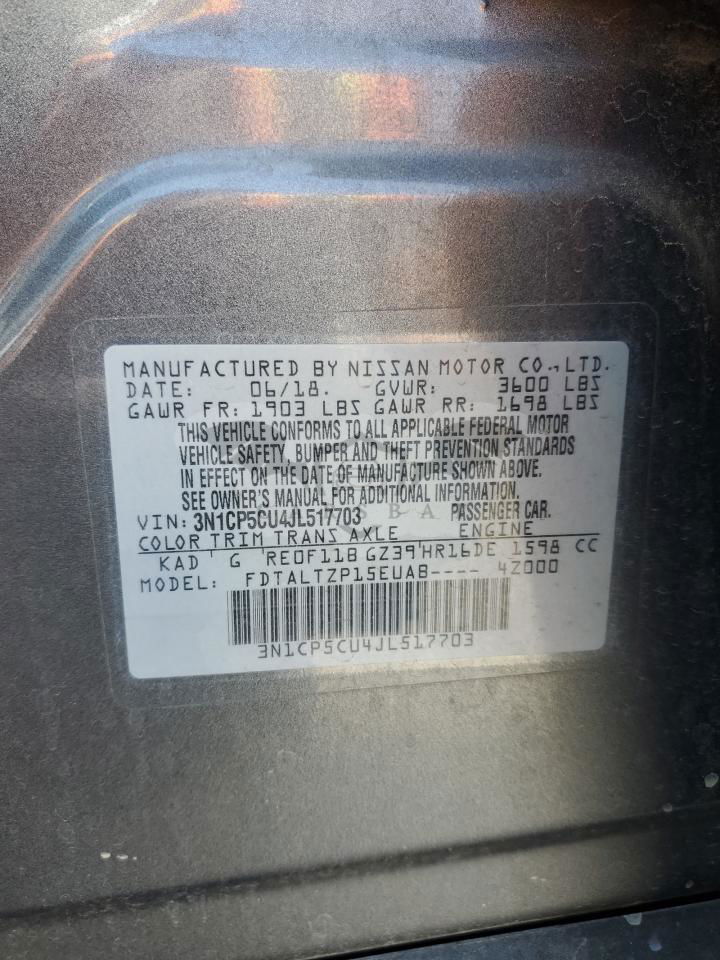 MANUFACTURED BY NISSAN MOTOR CO., LTD.
DATE: 06/18. GVWR: 3600 LBS
GAWR FR: 1903 LBS GAWR RR: 1698 LBS
THIS VEHICLE CONFORMS TO ALL APPLICABLE FEDERAL MOTOR
VEHICLE SAFETY, BUMPER AND THEFT PREVENTION STANDARDS
IN EFFECT ON THE DATE OF MANUFACTURE SHOWN ABOVE.
SEE OWNER'S MANUAL FOR ADDITIONAL INFORMATION.
VIN: 3N1CP5CU4JL517703 PASSENGER CAR.
COLOR TRIM TRANS AXLE ENGINE
KAD G RE0F11B GZ39 HR16DE 1598 CC
MODEL: FDTALTZP15EUAB---- 4Z000
3N1CP5CU4JL517703